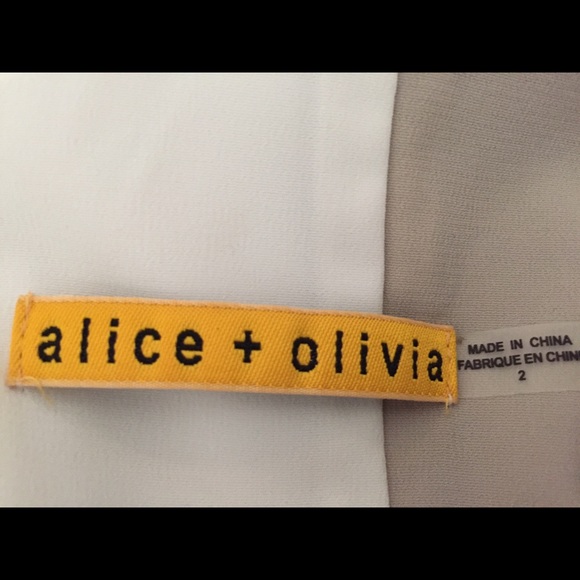 alice + olivia
MADE IN CHINA
FABRIQUE EN CHIN
2